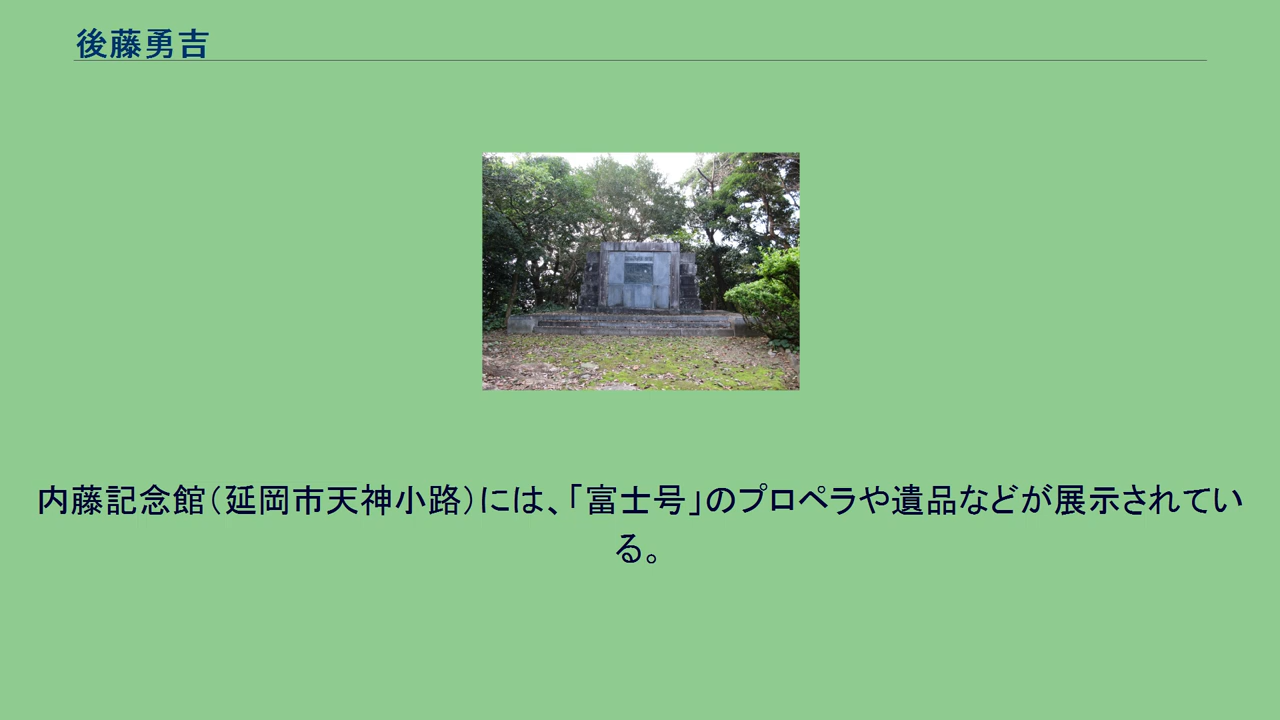 後藤勇吉
内藤記念館(延岡市天神小路)には、「富士号」のプロペラや遺品などが展示されてい
る。